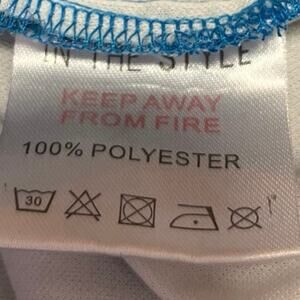 IN THE STYLE
KEEP AWAY
FROM FIRE
100% POLYESTER
30